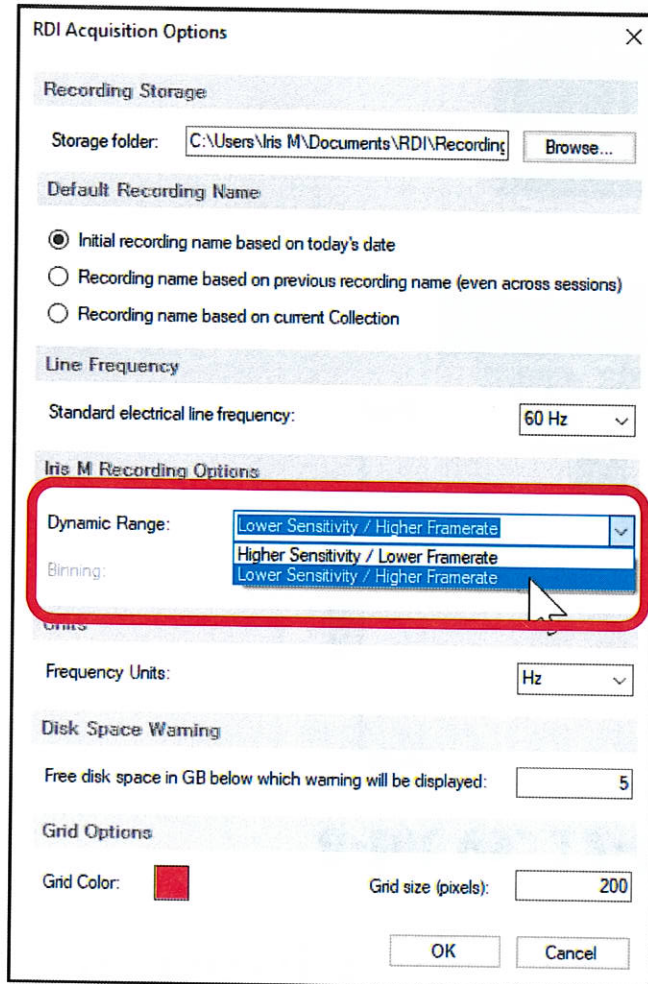 RDI Acquisition Options
Recording Storage
Storage folder: C:\Users\Iris M\Documents\RDI\Recording Browse...
Default Recording Name
Initial recording name based on today's date
Recording name based on previous recording name (even across sessions)
Recording name based on current Collection
Line Frequency
Standard electrical line frequency: 60 Hz
Iris M Recording Options
Dynamic Range: Lower Sensitivity / Higher Framerate
Higher Sensitivity / Lower Framerate
Binning: Lower Sensitivity / Higher Framerate
Units
Frequency Units: Hz
Disk Space Warning
Free disk space in GB below which warning will be displayed: 5
Grid Options
Grid Color: Grid size (pixels): 200
OK Cancel